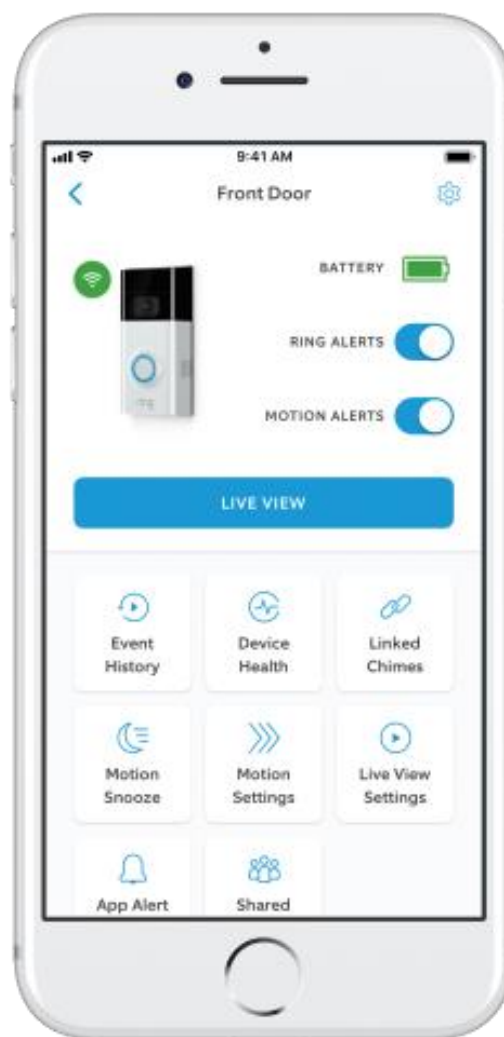 9:41 AM
Front Door
BATTERY
RING ALERTS
MOTION ALERTS
LIVE VIEW
Event
History
Device
Health
Linked
Chimes
Motion
Snooze
Motion
Settings
Live View
Settings
App Alert
Shared